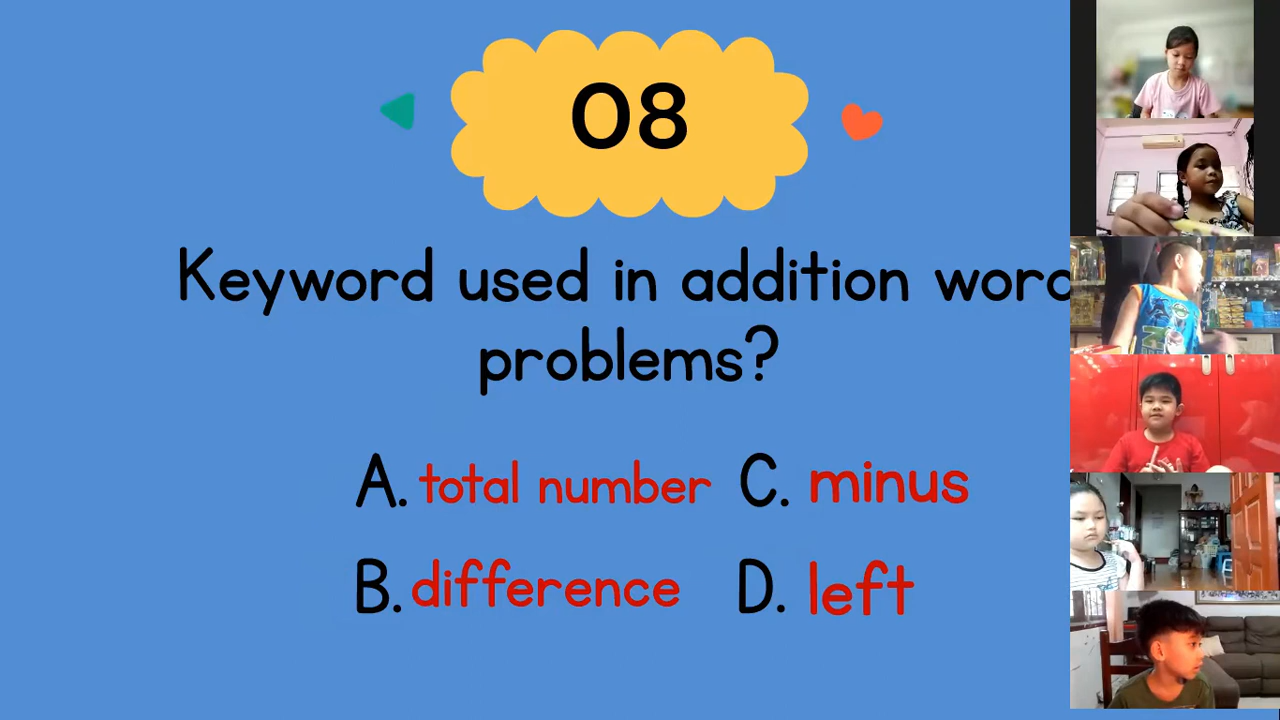 08
Keyword used in addition word
problems?
A. total number C. minus
B. difference D. left